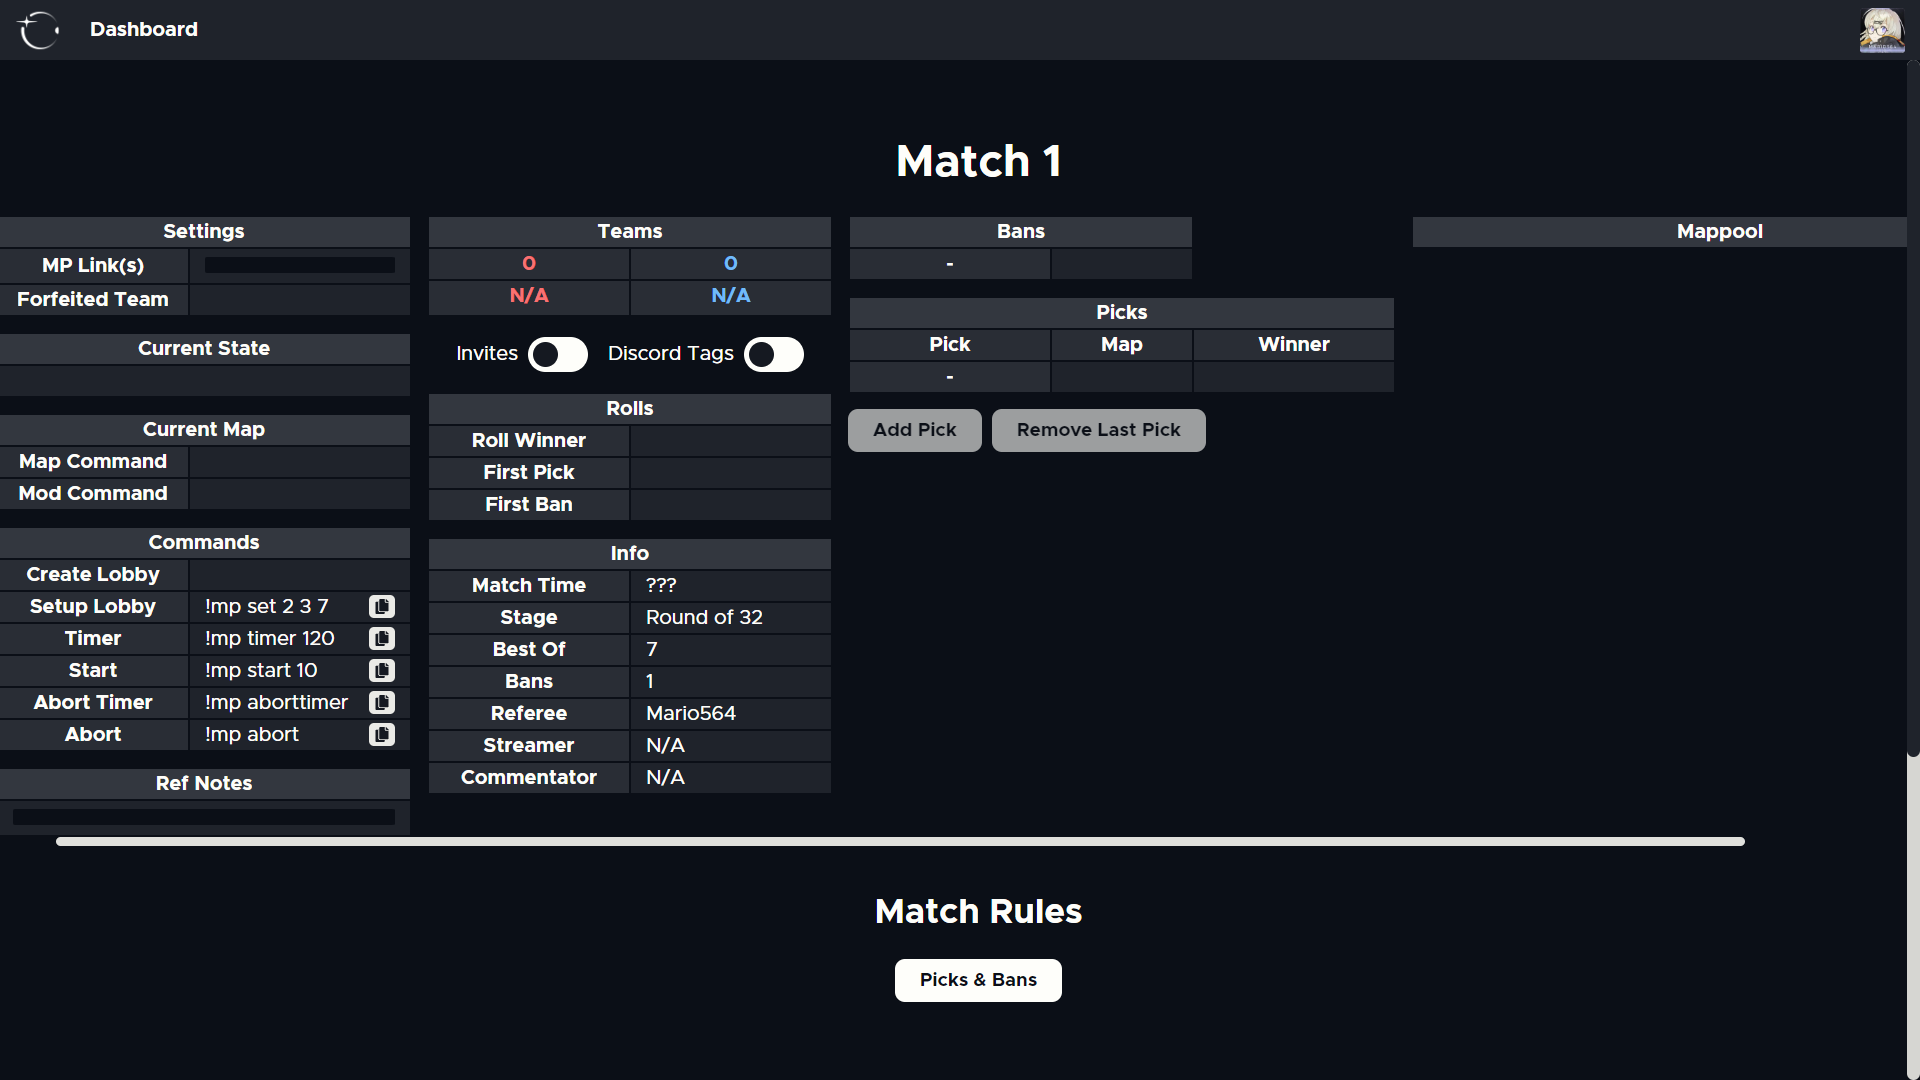 Dashboard
Match 1
Settings
MP Link(s)
Forfeited Team
Current State
Current Map
Map Command
Mod Command
Commands
Create Lobby
Setup Lobby !mp set 2 3 7
Timer !mp timer 120
Start !mp start 10
Abort Timer !mp aborttimer
Abort !mp abort
Ref Notes
Teams
0 0
N/A N/A
Invites Discord Tags
Rolls
Roll Winner
First Pick
First Ban
Info
Match Time ???
Stage Round of 32
Best Of 7
Bans 1
Referee Mario564
Streamer N/A
Commentator N/A
Bans
-
Picks
Pick Map Winner
-
Add Pick Remove Last Pick
Mappool
Match Rules
Picks & Bans